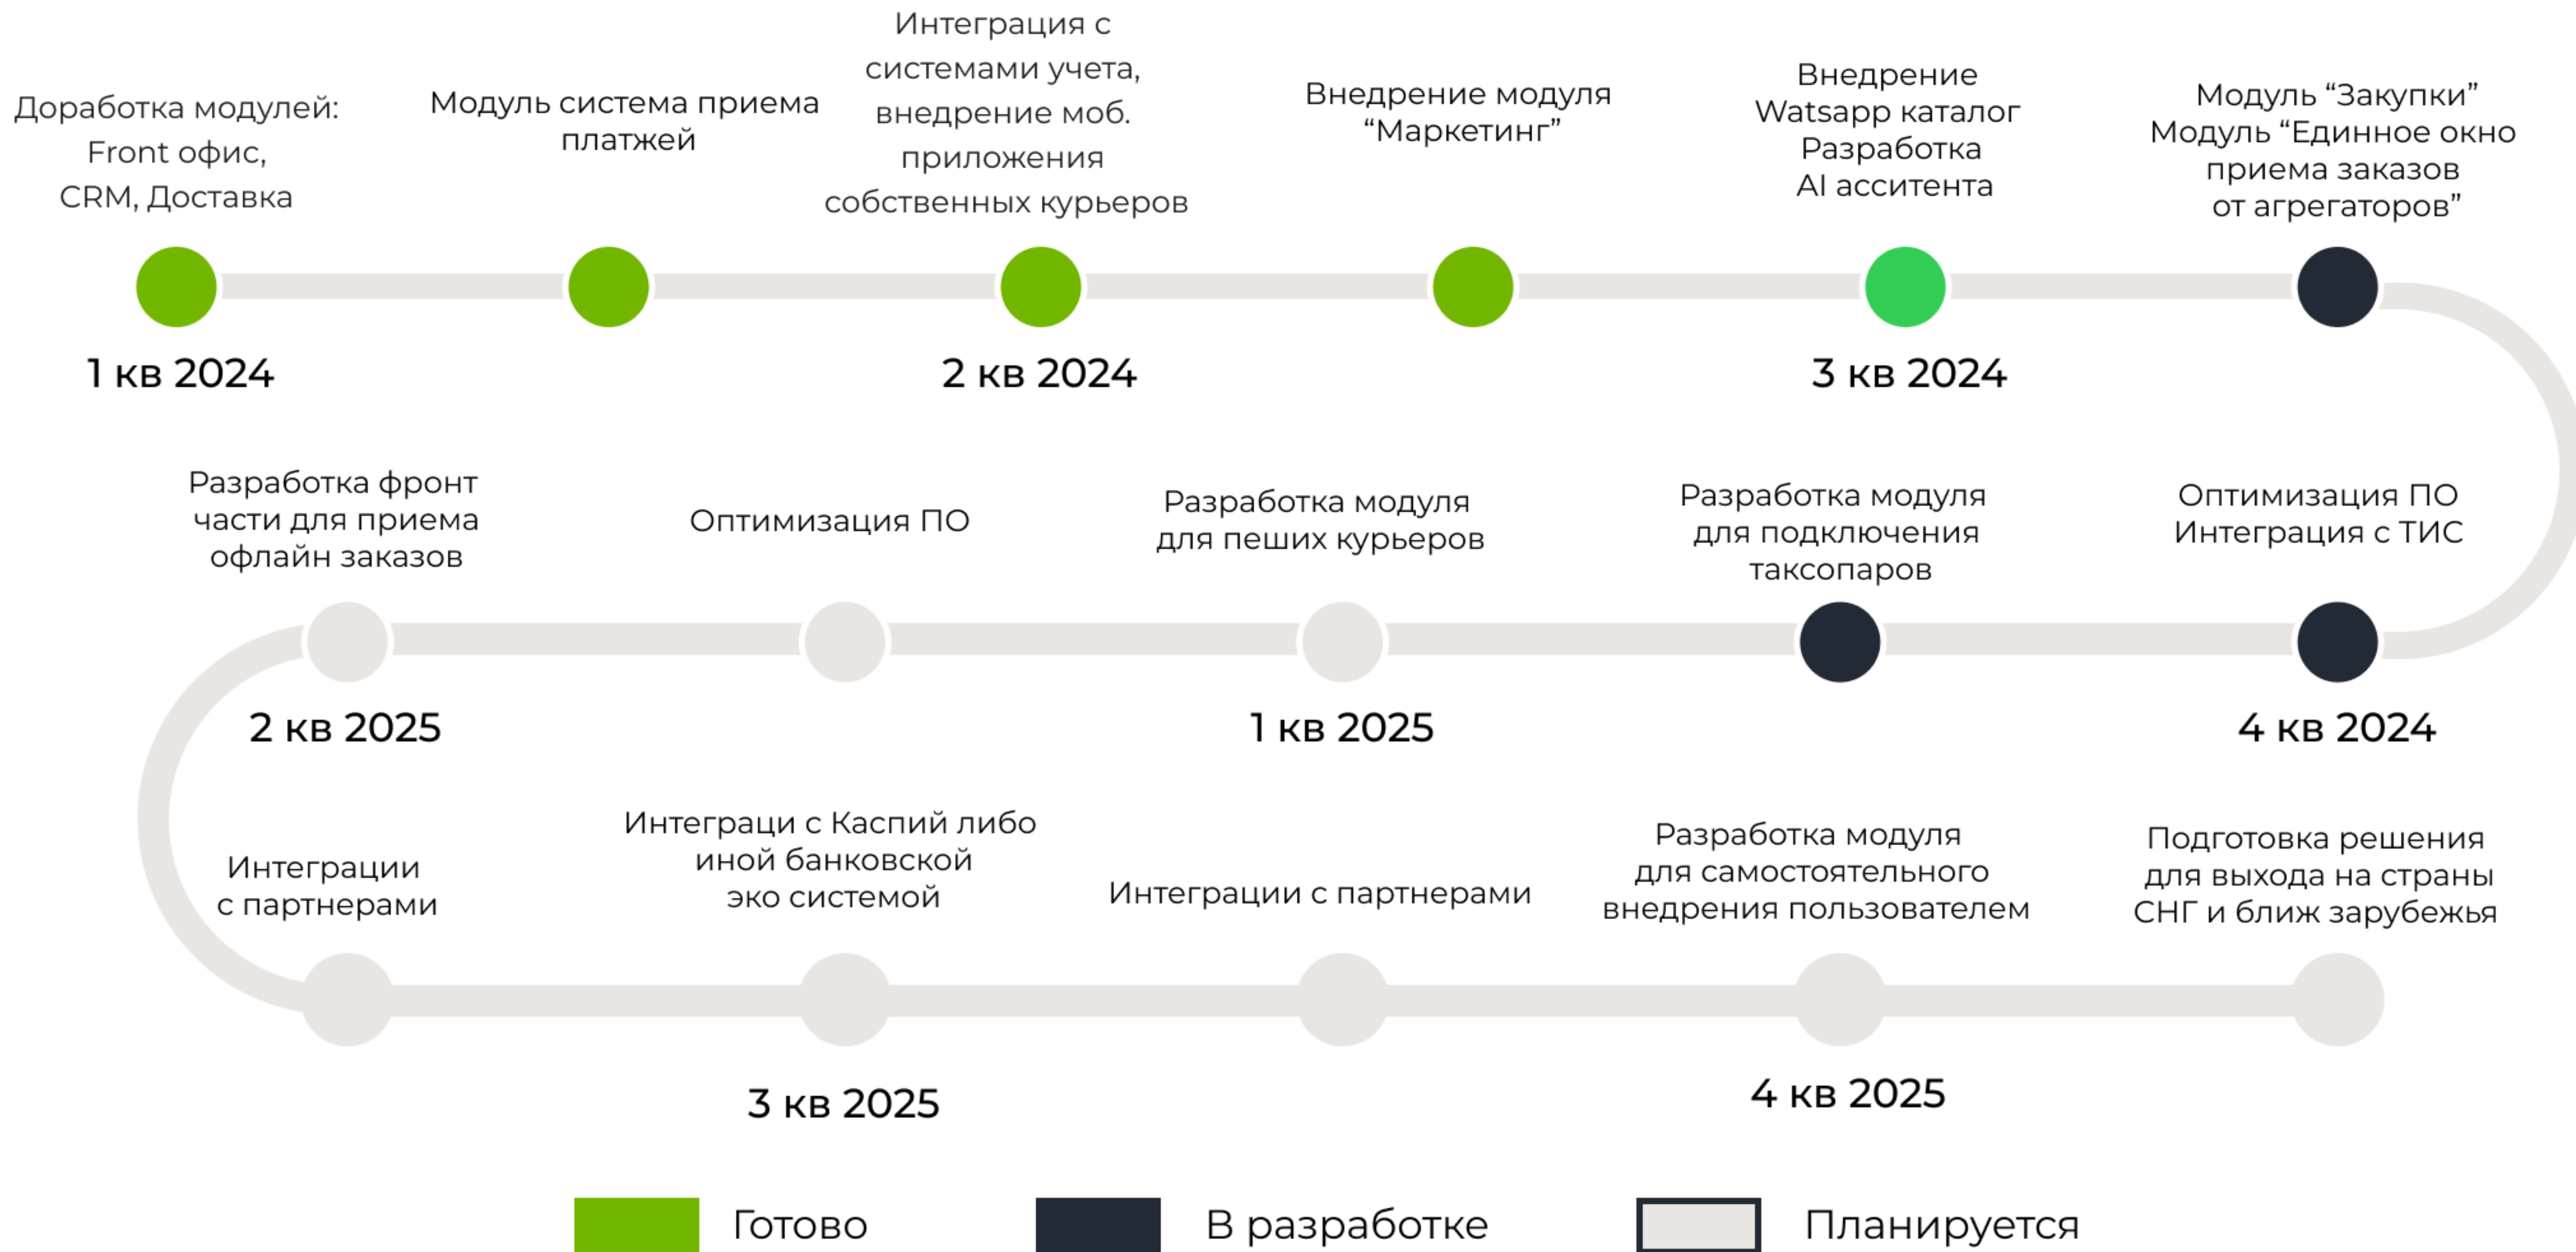 Доработка модулей:
Front офис,
CRM, Доставка
Модуль система приема
платжей
Интеграция с
системами учета,
внедрение моб.
приложения
собственных курьеров
Внедрение модуля
“Маркетинг”
Внедрение
Watsapp каталог
Разработка
AI асситента
Модуль “Закупки”
Модуль “Единное окно
приема заказов
от агрегаторов”
1 кв 2024
2 кв 2024
3 кв 2024
Разработка фронт
части для приема
офлайн заказов
Оптимизация ПО
Разработка модуля
для пеших курьеров
Разработка модуля
для подключения
таксопаров
Оптимизация ПО
Интеграция с ТИС
2 кв 2025
1 кв 2025
4 кв 2024
Интеграции
с партнерами
Интеграци с Каспий либо
иной банковской
эко системой
Интеграции с партнерами
Разработка модуля
для самостоятельного
внедрения пользователем
Подготовка решения
для выхода на страны
СНГ и ближ зарубежья
3 кв 2025
4 кв 2025
Готово
В разработке
Планируется